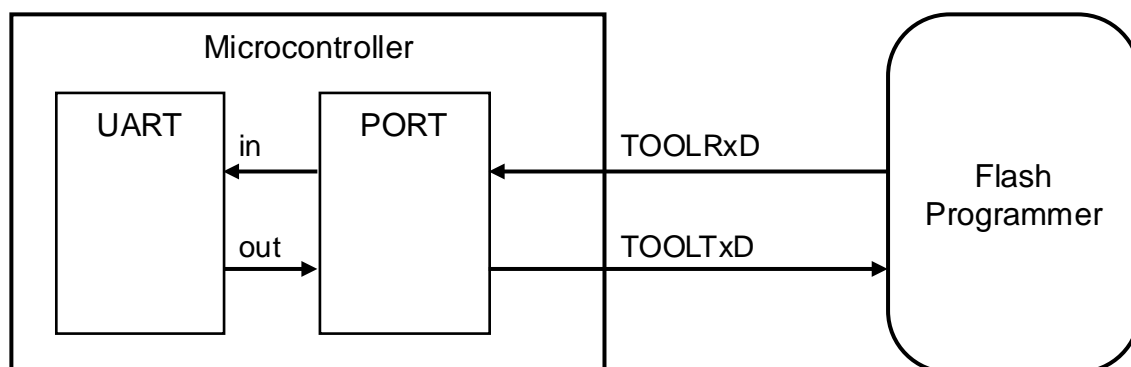 Microcontroller
UART
PORT
in
out
TOOLRxD
TOOLTxD
Flash
Programmer